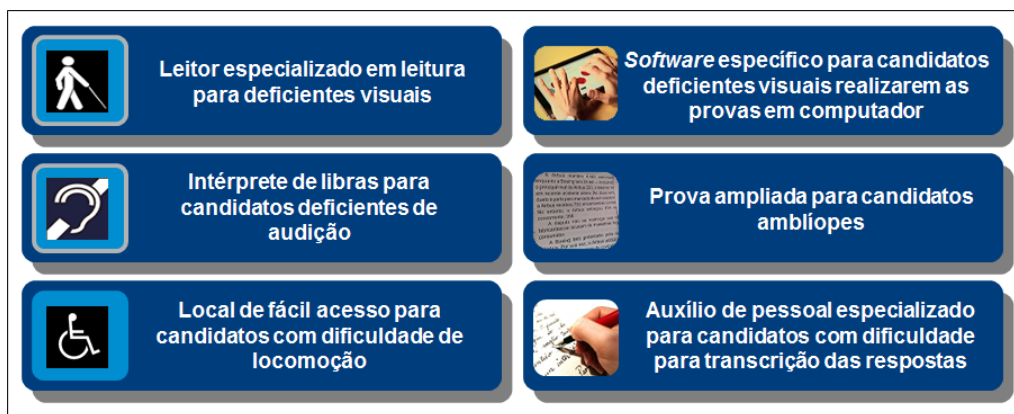 Leitor especializado em leitura
para deficientes visuais
Software específico para candidatos
deficientes visuais realizarem as
provas em computador
Intérprete de libras para
candidatos deficientes de
audição
Prova ampliada para candidatos
amblíopes
Local de fácil acesso para
candidatos com dificuldade de
locomoção
Auxílio de pessoal especializado
para candidatos com dificuldade
para transcrição das respostas